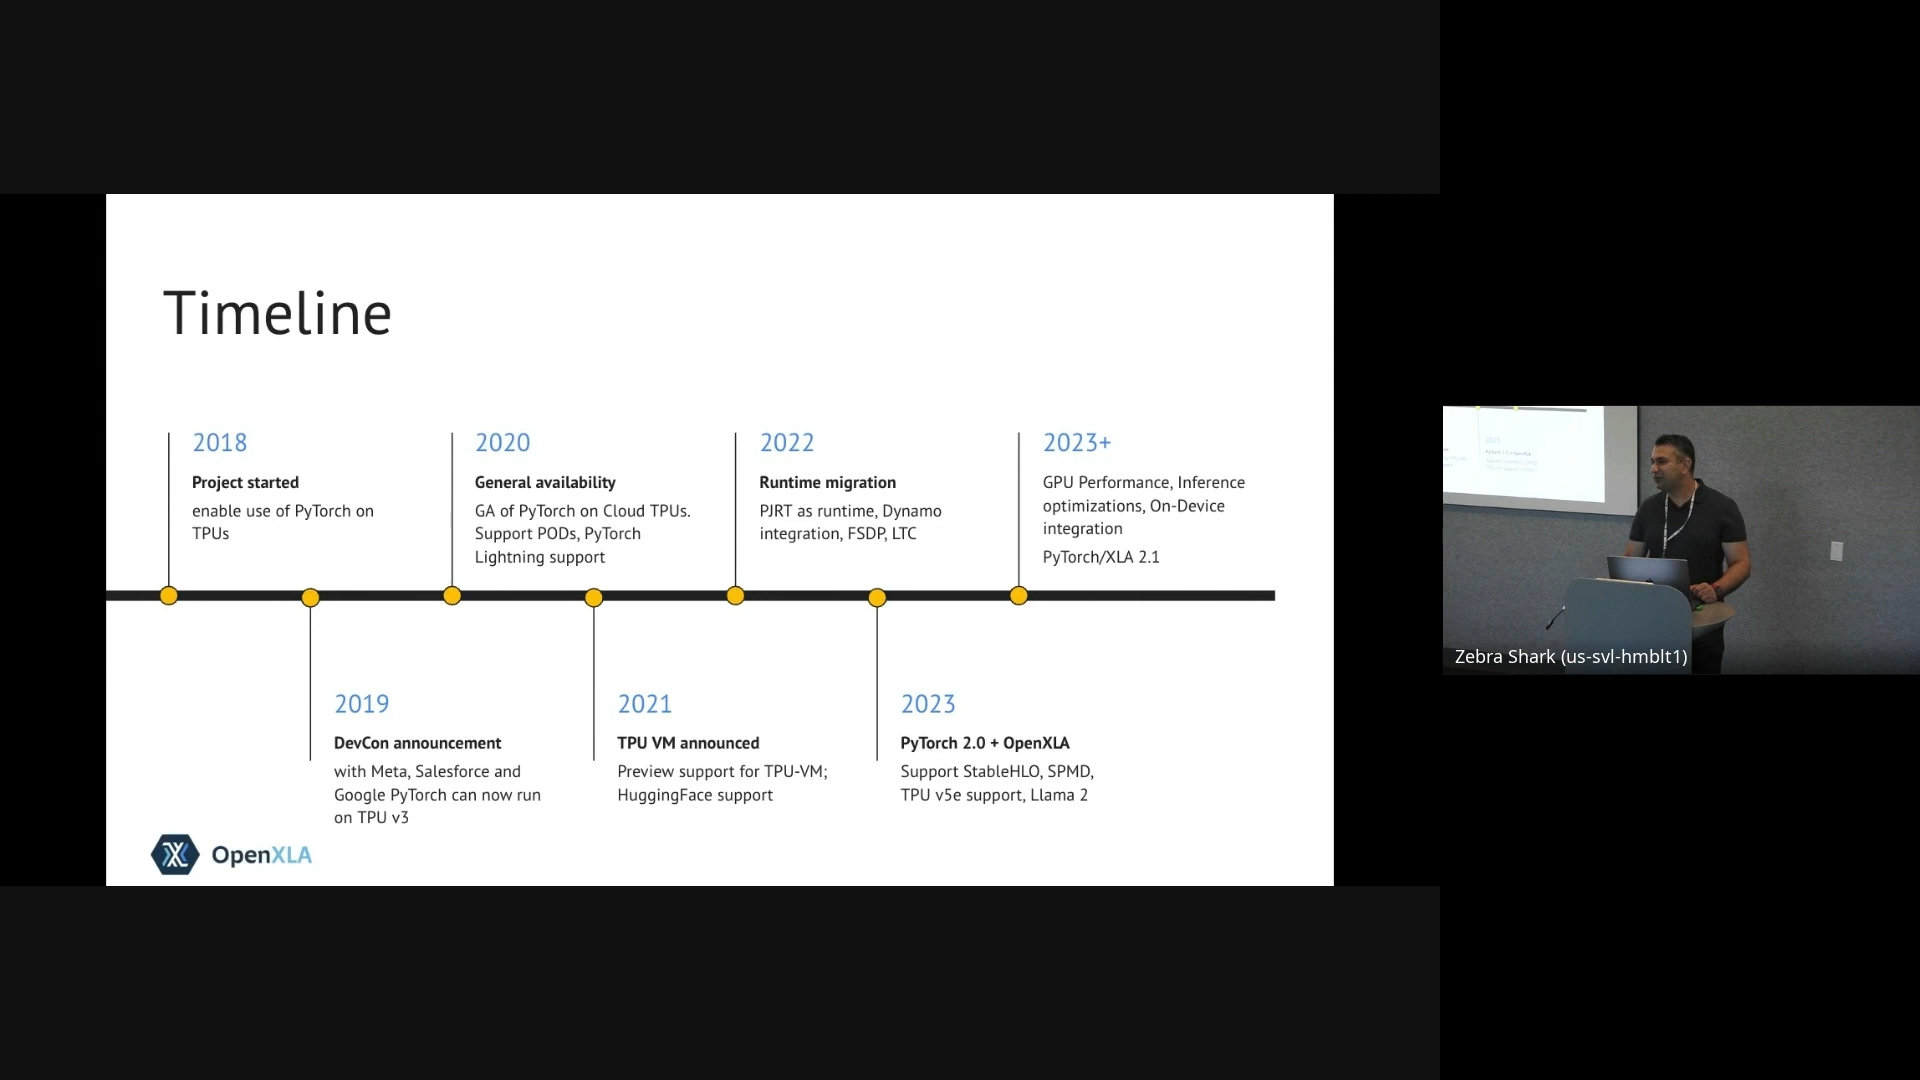 Timeline
2018
Project started
enable use of PyTorch on
TPUs
2020
General availability
GA of PyTorch on Cloud TPUs.
Support PODs, PyTorch
Lightning support
2022
Runtime migration
PJRT as runtime, Dynamo
integration, FSDP, LTC
2023+
GPU Performance, Inference
optimizations, On-Device
integration
PyTorch/XLA 2.1
2019
DevCon announcement
with Meta, Salesforce and
Google PyTorch can now run
on TPU v3
2021
TPU VM announced
Preview support for TPU-VM;
HuggingFace support
2023
PyTorch 2.0 + OpenXLA
Support StableHLO, SPMD,
TPU v5e support, Llama 2
OpenXLA
Zebra Shark (us-svl-hmblt1)